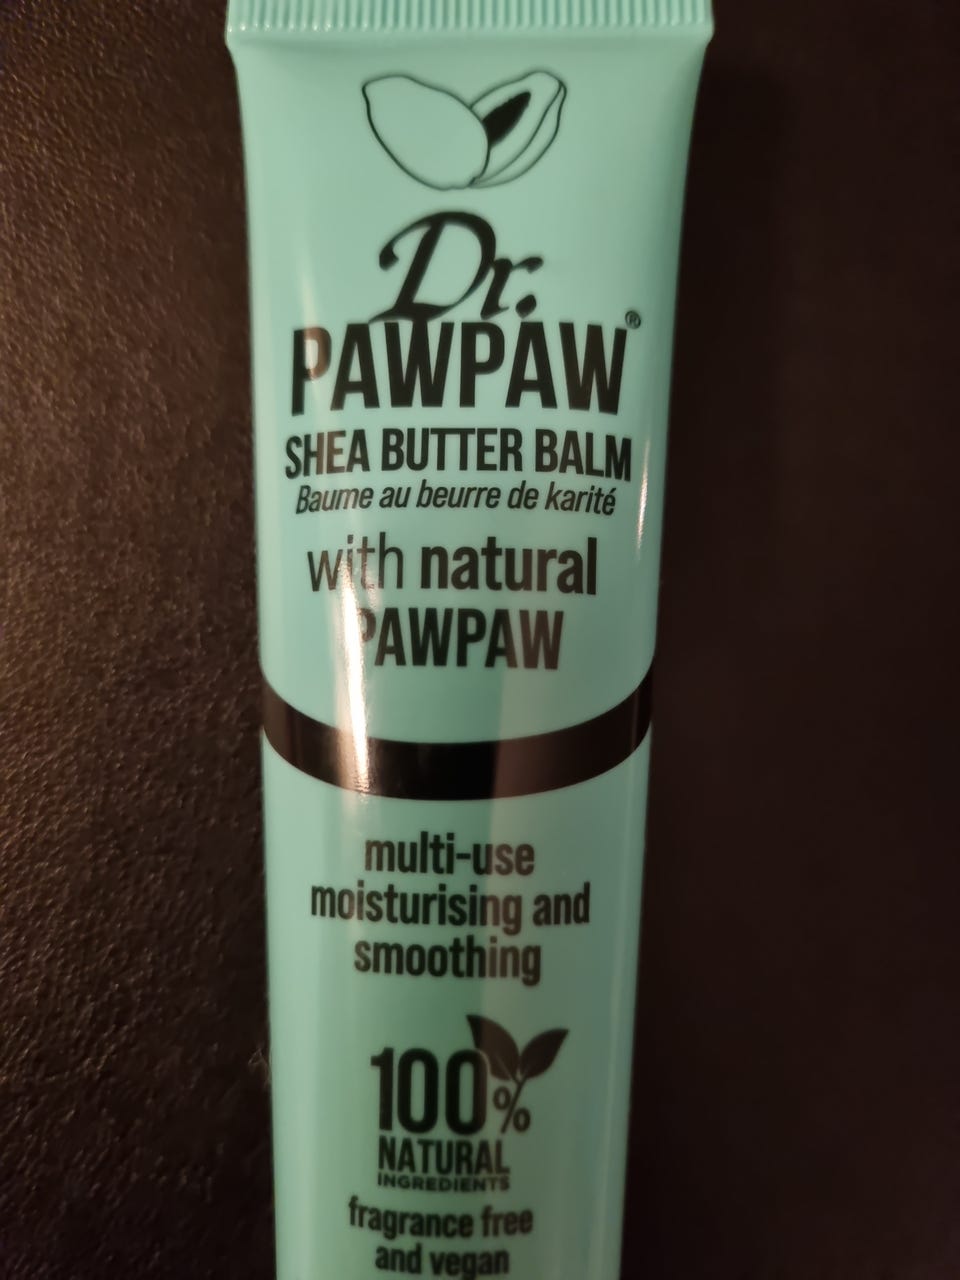 Dr.
PAWPAW®
SHEA BUTTER BALM
Baume au beurre de karité
with natural
PAWPAW
multi-use
moisturising and
smoothing
100%
NATURAL
INGREDIENTS
fragrance free
and vegan